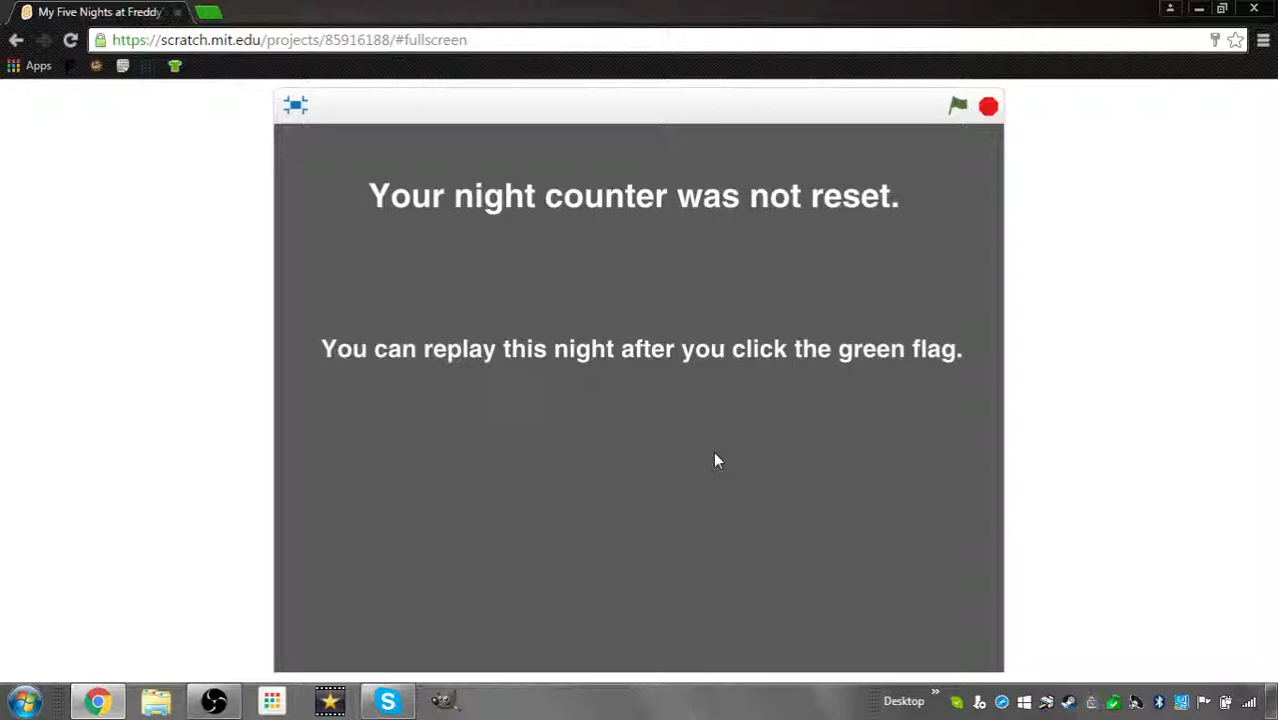 My Five Nights at Freddy'
https://scratch.mit.edu/projects/85916188/#fullscreen
Apps
Your night counter was not reset.
You can replay this night after you click the green flag.
Desktop